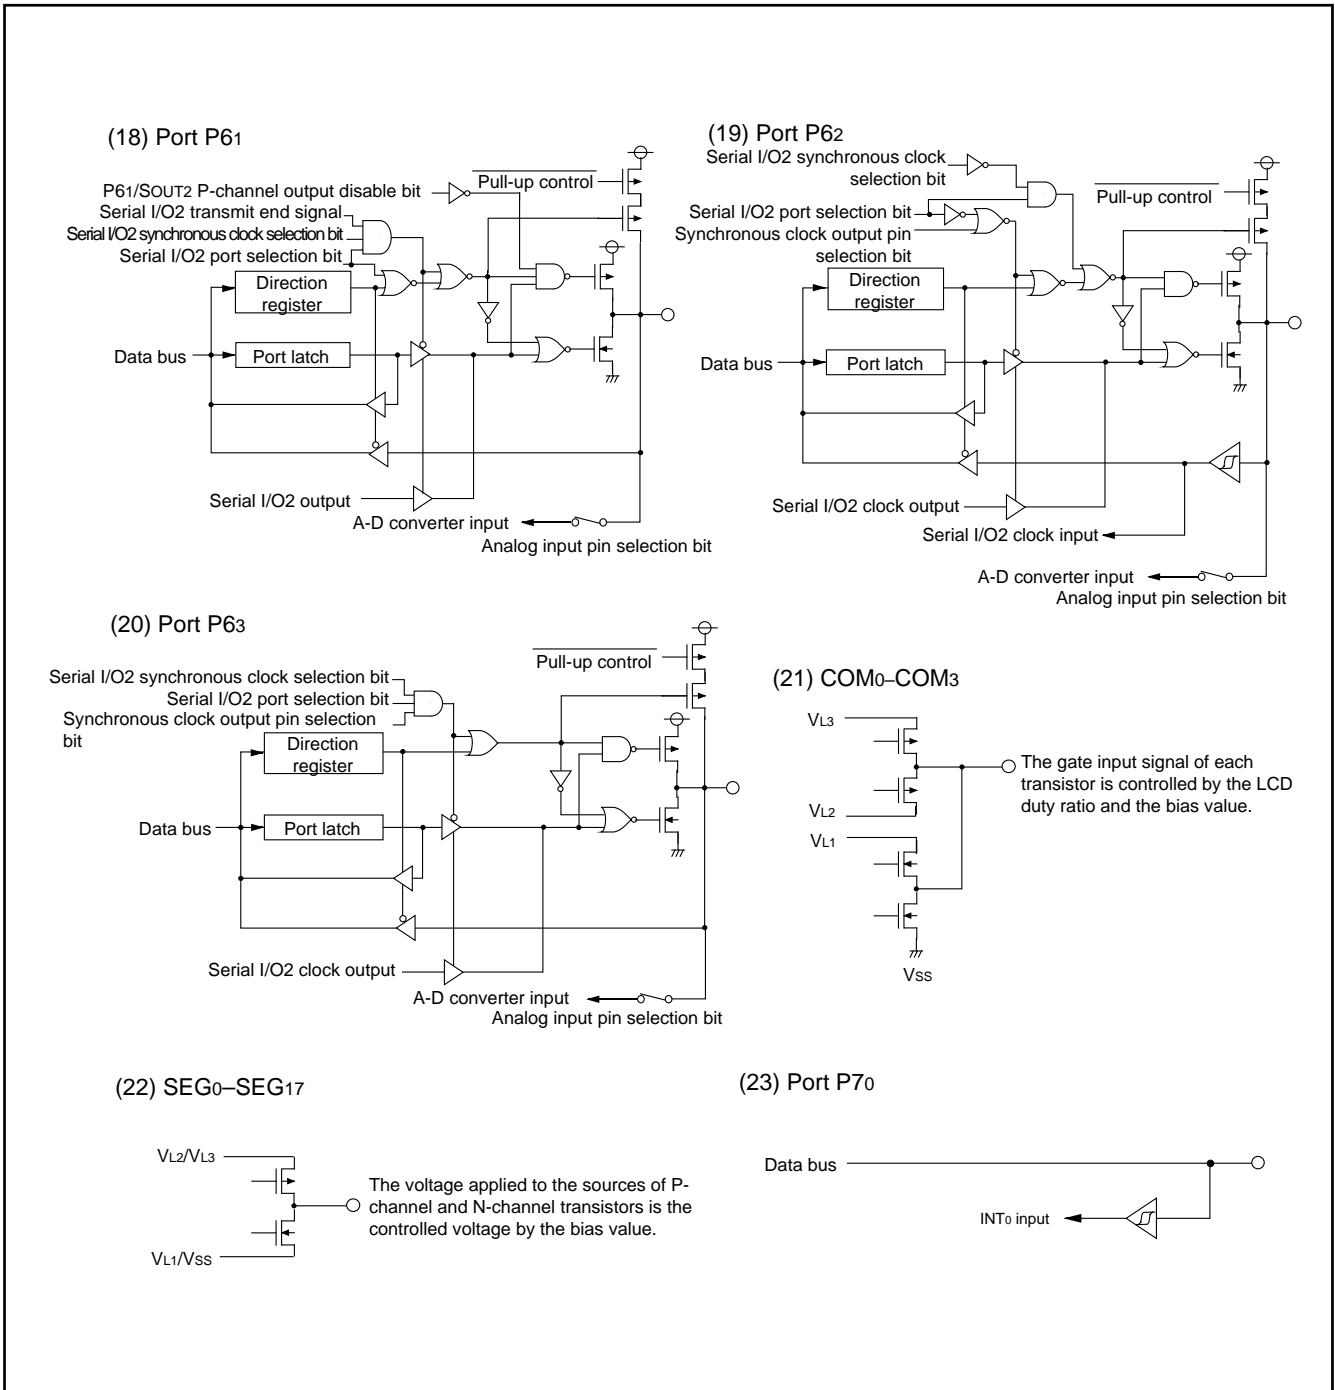 (18) Port P61
P61/SOUT2 P-channel output disable bit
Pull-up control
Serial I/O2 transmit end signal
Serial I/O2 synchronous clock selection bit
Serial I/O2 port selection bit
Direction
register
Data bus
Port latch
Serial I/O2 output
A-D converter input
Analog input pin selection bit
(19) Port P62
Serial I/O2 synchronous clock
selection bit
Pull-up control
Serial I/O2 port selection bit
Synchronous clock output pin
selection bit
Direction
register
Data bus
Port latch
Serial I/O2 clock output
Serial I/O2 clock input
A-D converter input
Analog input pin selection bit
(20) Port P63
Pull-up control
Serial I/O2 synchronous clock selection bit
Serial I/O2 port selection bit
Synchronous clock output pin selection
bit
Direction
register
Data bus
Port latch
Serial I/O2 clock output
A-D converter input
Analog input pin selection bit
(21) COM0–COM3
VL3
VL2
VL1
VSS
The gate input signal of each
transistor is controlled by the LCD
duty ratio and the bias value.
(22) SEG0–SEG17
VL2/VL3
VL1/VSS
The voltage applied to the sources of P-
channel and N-channel transistors is the
controlled voltage by the bias value.
(23) Port P70
Data bus
INT0 input